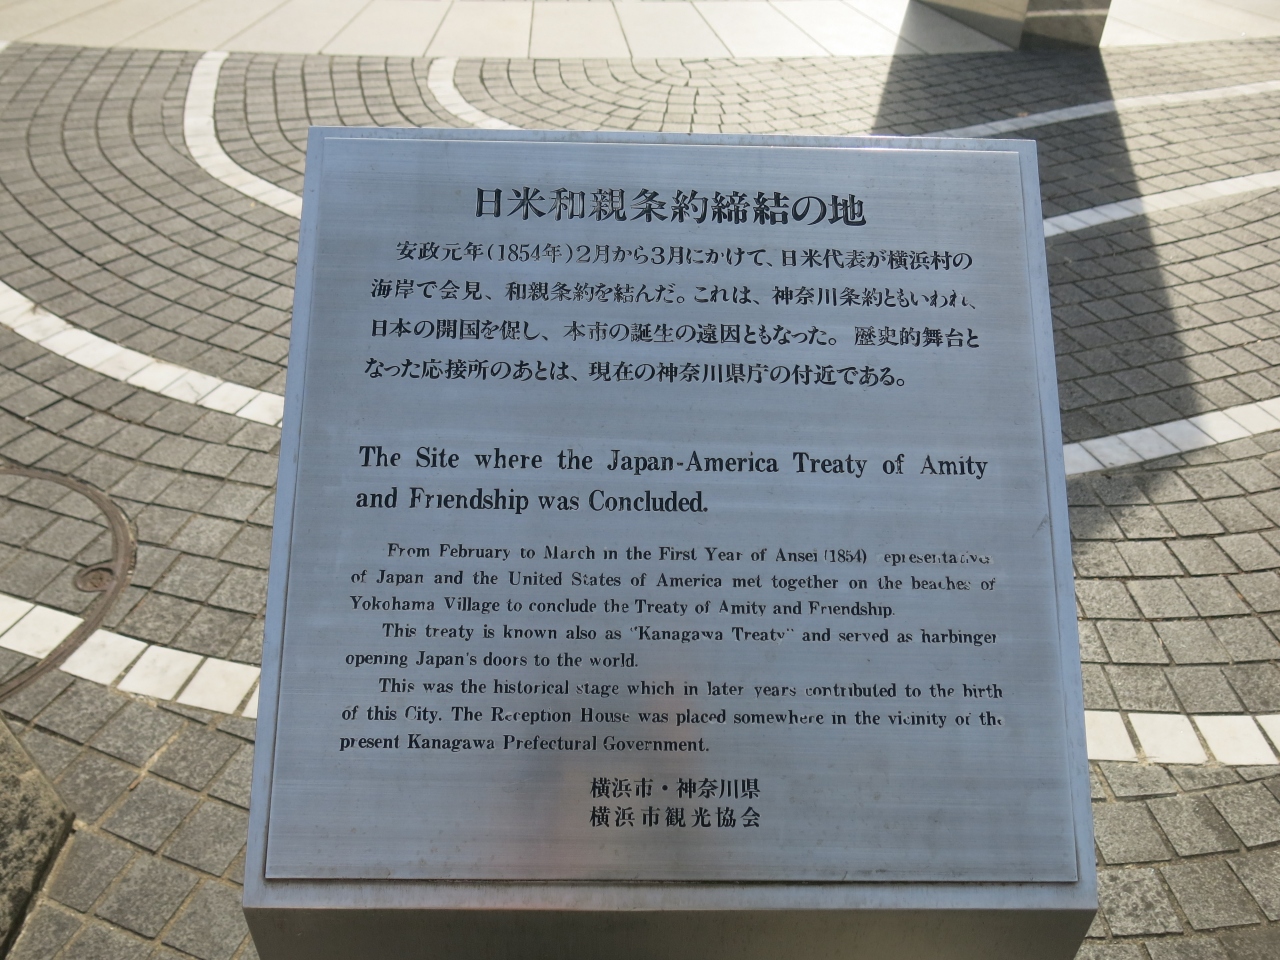 日米和親条約締結の地
安政元年(1854年)2月から3月にかけて、日米代表が横浜村の
海岸で会見、和親条約を結んだ。これは、神奈川条約ともいわれ、
日本の開国を促し、本市の誕生の遠因ともなった。歴史的舞台と
なった応接所のあとは、現在の神奈川県庁の付近である。
The Site where the Japan-America Treaty of Amity
and Friendship was Concluded.
From February to March in the First Year of Ansei (1854) epresentative
of Japan and the United States of America met together on the beaches of
Yokohama Village to conclude the Treaty of Amity and Friendship.
This treaty is known also as "Kanagawa Treaty" and served as harbinger
opening Japan's doors to the world.
This was the historical stage which in later years contributed to the birth
of this City. The Reception House was placed somewhere in the vicinity of the
present Kanagawa Prefectural Government.
横浜市・神奈川県
横浜市観光協会